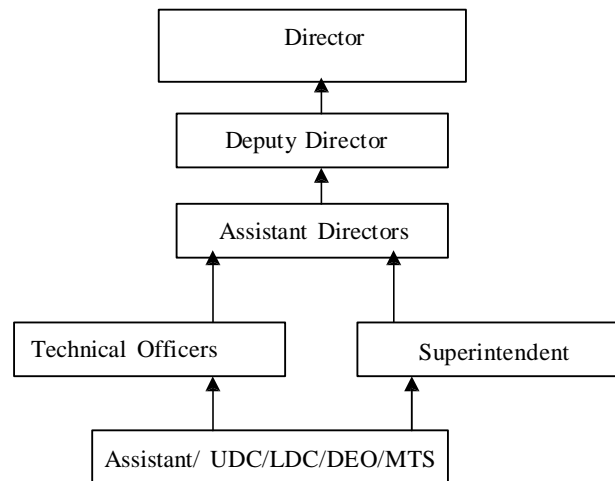 Director
Deputy Director
Assistant Directors
Technical Officers
Superintendent
Assistant/ UDC/LDC/DEO/MTS